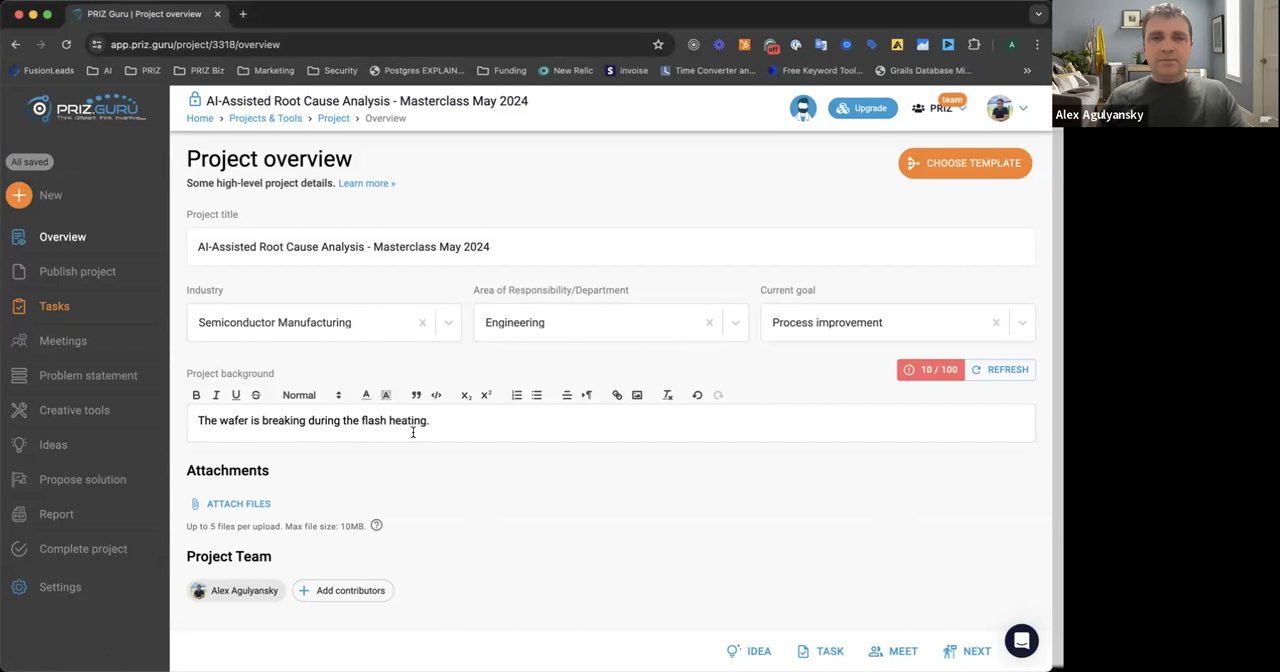 PRIZ Guru | Project overview
app.priz.guru/project/3318/overview
off
A
FusionLeads
AI
PRIZ
PRIZ Biz
Marketing
Security
Postgres EXPLAIN...
Funding
New Relic
invoise
Time Converter an...
Free Keyword Tool...
Grails Database Mi...
Alex Agulyansky
PRIZ.GURU
Think different think inventive
AI-Assisted Root Cause Analysis - Masterclass May 2024
Home › Projects & Tools › Project › Overview
Upgrade
PRIZ
team
All saved
New
Overview
Publish project
Tasks
Meetings
Problem statement
Creative tools
Ideas
Propose solution
Report
Complete project
Settings
Project overview
Some high-level project details. Learn more »
CHOOSE TEMPLATE
Project title
AI-Assisted Root Cause Analysis - Masterclass May 2024
Industry
Area of Responsibility/Department
Current goal
Semiconductor Manufacturing
Engineering
Process improvement
Project background
10 / 100
REFRESH
Normal
The wafer is breaking during the flash heating.
Attachments
ATTACH FILES
Up to 5 files per upload. Max file size: 10MB.
Project Team
Alex Agulyansky
Add contributors
IDEA
TASK
MEET
NEXT